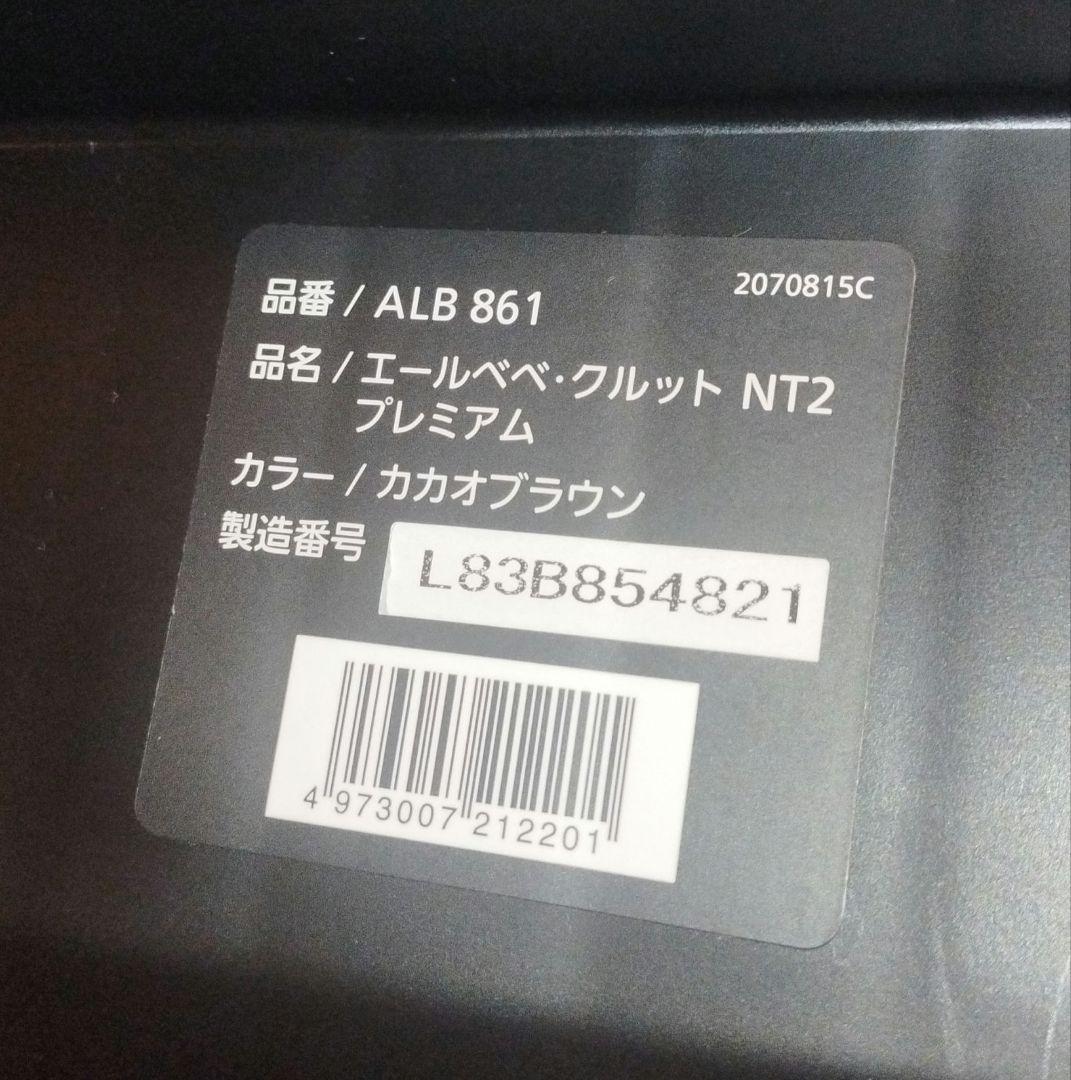 2070815C
品番 / ALB 861
品名 / エールベベ・クルット NT2
プレミアム
カラー / カカオブラウン
製造番号 L83B854821
4 973007 212201